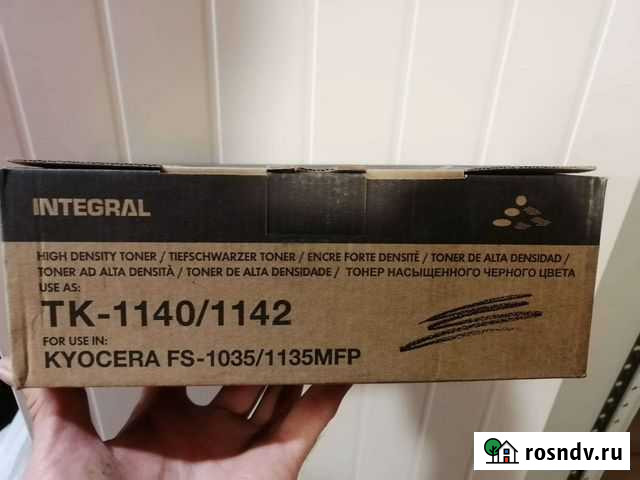 INTEGRAL
HIGH DENSITY TONER / TIEFSCHWARZER TONER / ENCRE FORTE DENSITÉ / TONER DE ALTA DENSIDAD /
TONER AD ALTA DENSITÀ / TONER DE ALTA DENSIDADE / ТОНЕР НАСЫЩЕННОГО ЧЕРНОГО ЦВЕТА
USE AS:
TK-1140/1142
FOR USE IN:
KYOCERA FS-1035/1135MFP
rosndv.ru